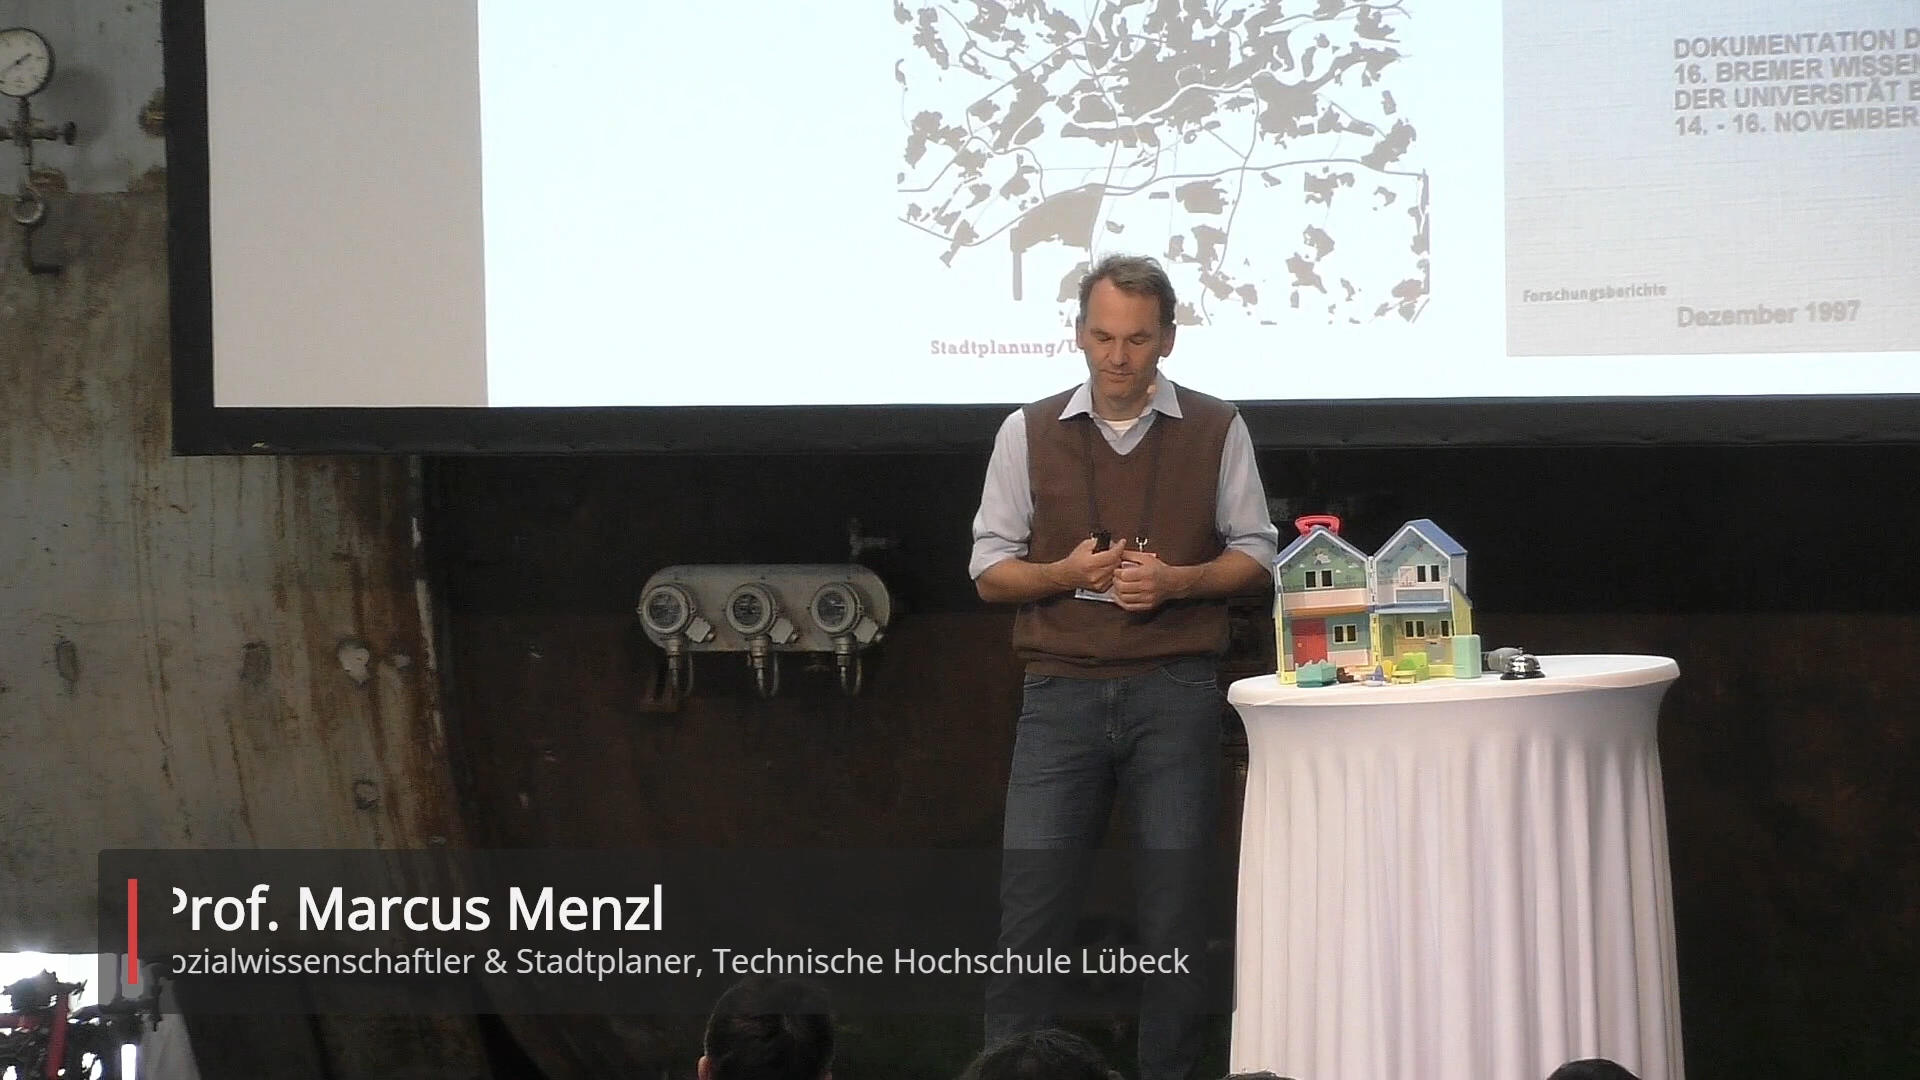 DOKUMENTATION D
16. BREMER WISSEN
DER UNIVERSITÄT B
14. - 16. NOVEMBER
Forschungsberichte
Dezember 1997
Stadtplanung/U
Prof. Marcus Menzl
ozialwissenschaftler & Stadtplaner, Technische Hochschule Lübeck